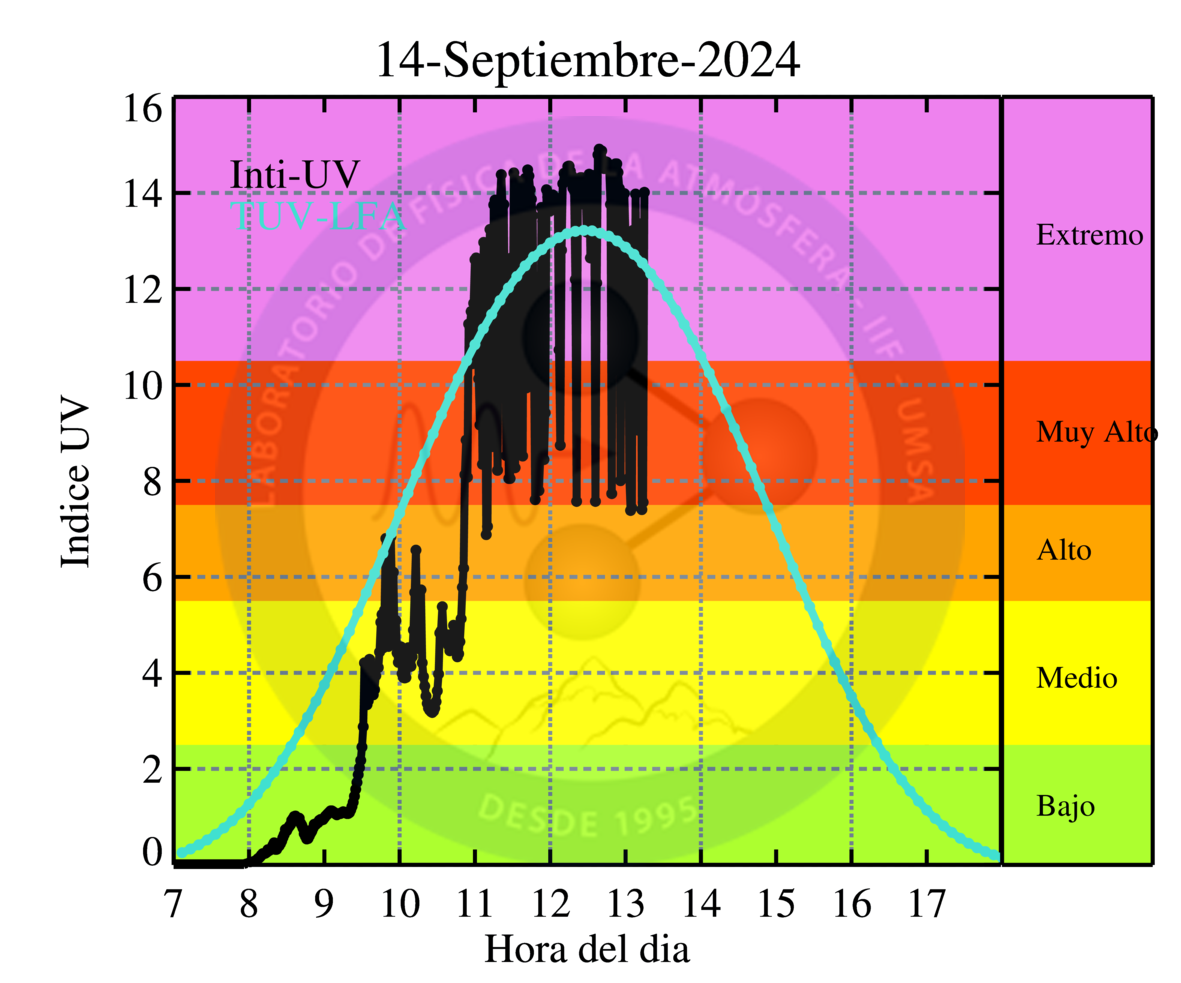 14-Septiembre-2024
16
14
12
10
8
6
4
2
0
Indice UV
Inti-UV
TUV-LFA
LABORATORIO DE FÍSICA DE LA ATMÓSFERA - IIF - UMSA
DESDE 1995
Extremo
Muy Alto
Alto
Medio
Bajo
7 8 9 10 11 12 13 14 15 16 17
Hora del dia